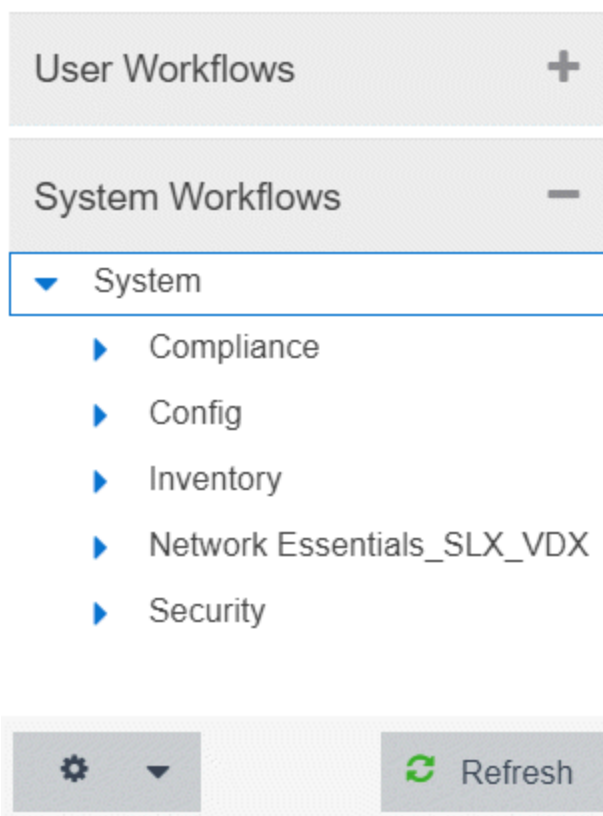 User Workflows
System Workflows
System
Compliance
Config
Inventory
Network Essentials_SLX_VDX
Security
Refresh